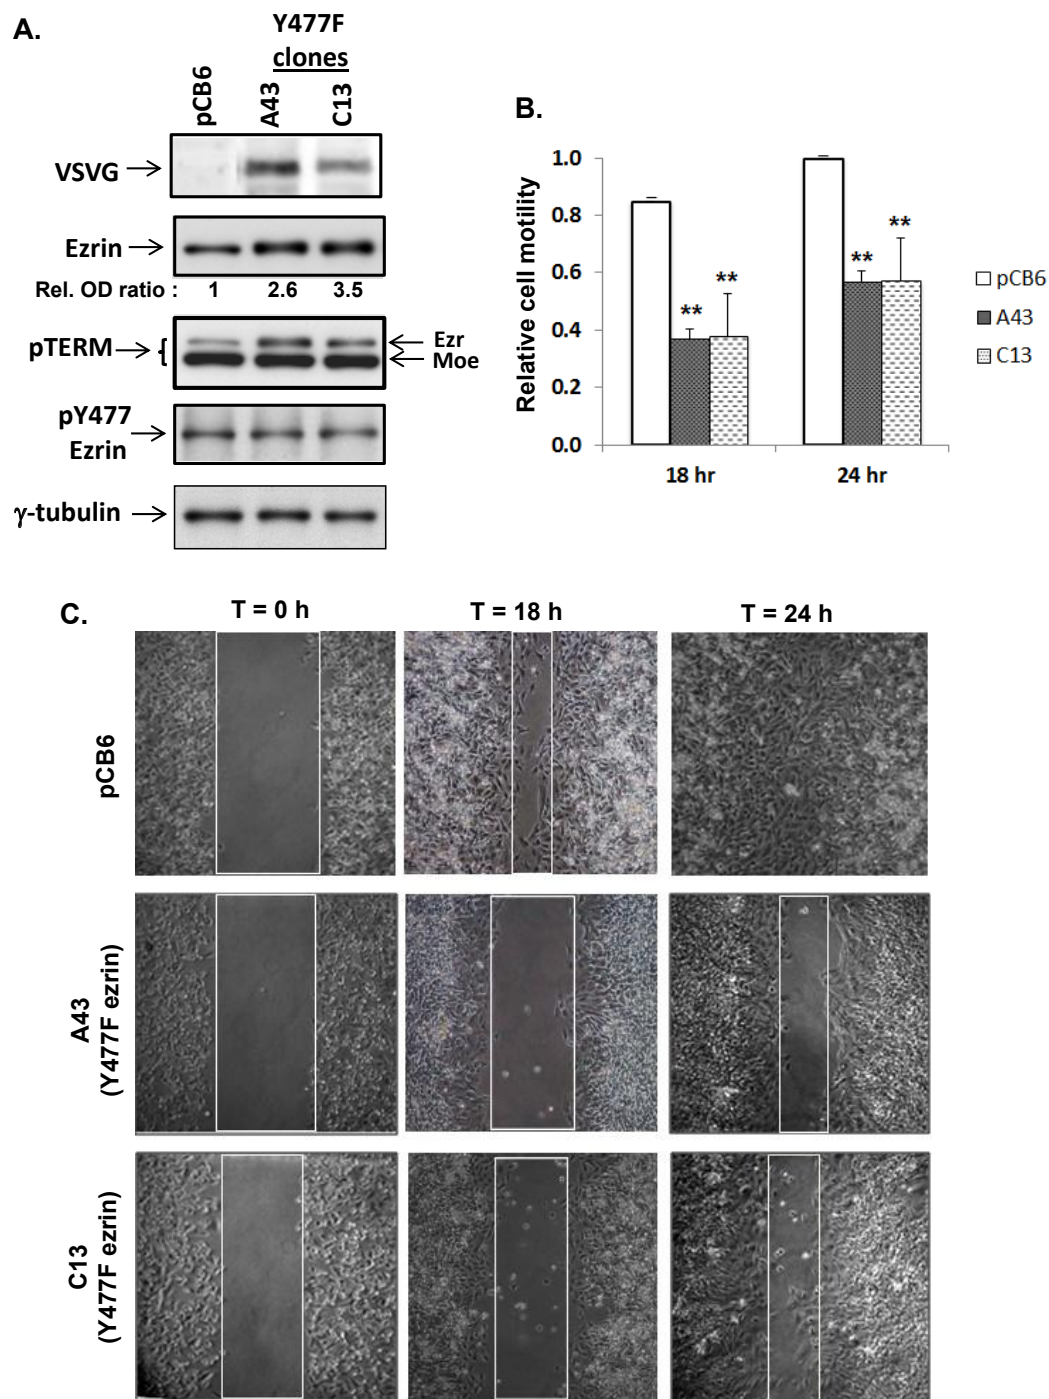 A.
Y477F
clones
pCB6
A43
C13
VSVG
Ezrin
Rel. OD ratio : 1 2.6 3.5
pTERM
Ezr
Moe
pY477
Ezrin
γ-tubulin
B.
Relative cell motility
1.0
0.8
0.6
0.4
0.2
0.0
** **
** **
18 hr 24 hr
pCB6
A43
C13
C.
T = 0 h T = 18 h T = 24 h
pCB6
A43
(Y477F ezrin)
C13
(Y477F ezrin)